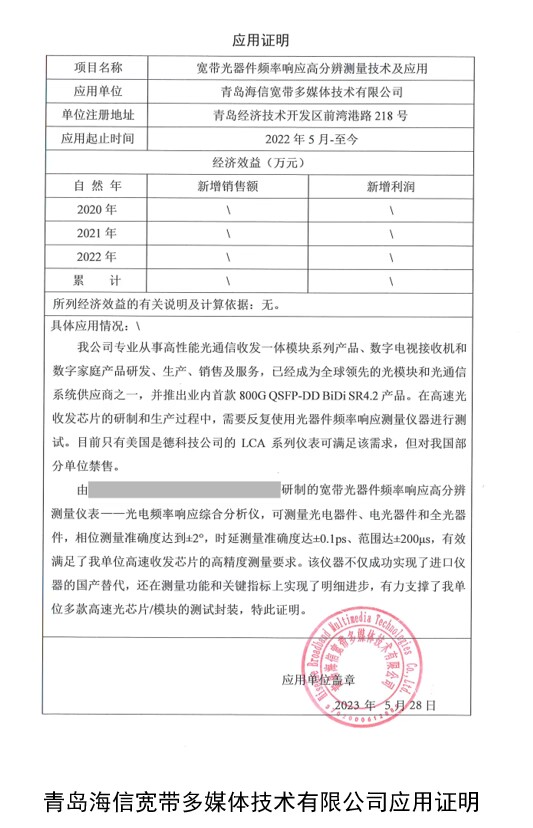 应用证明
项目名称 宽带光器件频率响应高分辨测量技术及应用
应用单位 青岛海信宽带多媒体技术有限公司
单位注册地址 青岛经济技术开发区前湾港路 218 号
应用起止时间 2022 年 5 月-至今
经济效益（万元）
自 然 年 新增销售额 新增利润
2020 年 \ \
2021 年 \ \
2022 年 \ \
累 计 \ \
所列经济效益的有关说明及计算依据：无。
具体应用情况：\
我公司专业从事高性能光通信收发一体模块系列产品、数字电视接收机和
数字家庭产品研发、生产、销售及服务，已经成为全球领先的光模块和光通信
系统供应商之一，并推出业内首款 800G QSFP-DD BiDi SR4.2 产品。在高速光
收发芯片的研制和生产过程中，需要反复使用光器件频率响应测量仪器进行测
试。目前只有美国是德科技公司的 LCA 系列仪表可满足该需求，但对我国部
分单位禁售。
由 研制的宽带光器件频率响应高分辨
测量仪表——光电频率响应综合分析仪，可测量光电器件、电光器件和全光器
件，相位测量准确度达到±2°，时延测量准确度达±0.1ps、范围达±200μs，有效
满足了我单位高速收发芯片的高精度测量要求。该仪器不仅成功实现了进口仪
器的国产替代，还在测量功能和关键指标上实现了明细进步，有力支撑了我单
位多款高速光芯片/模块的测试封装，特此证明。
Hisense Broadband Multimedia Technologies Co.,Ltd.
青岛海信宽带多媒体技术有限公司
应用单位盖章
2023 年 5 月 28 日
青岛海信宽带多媒体技术有限公司应用证明